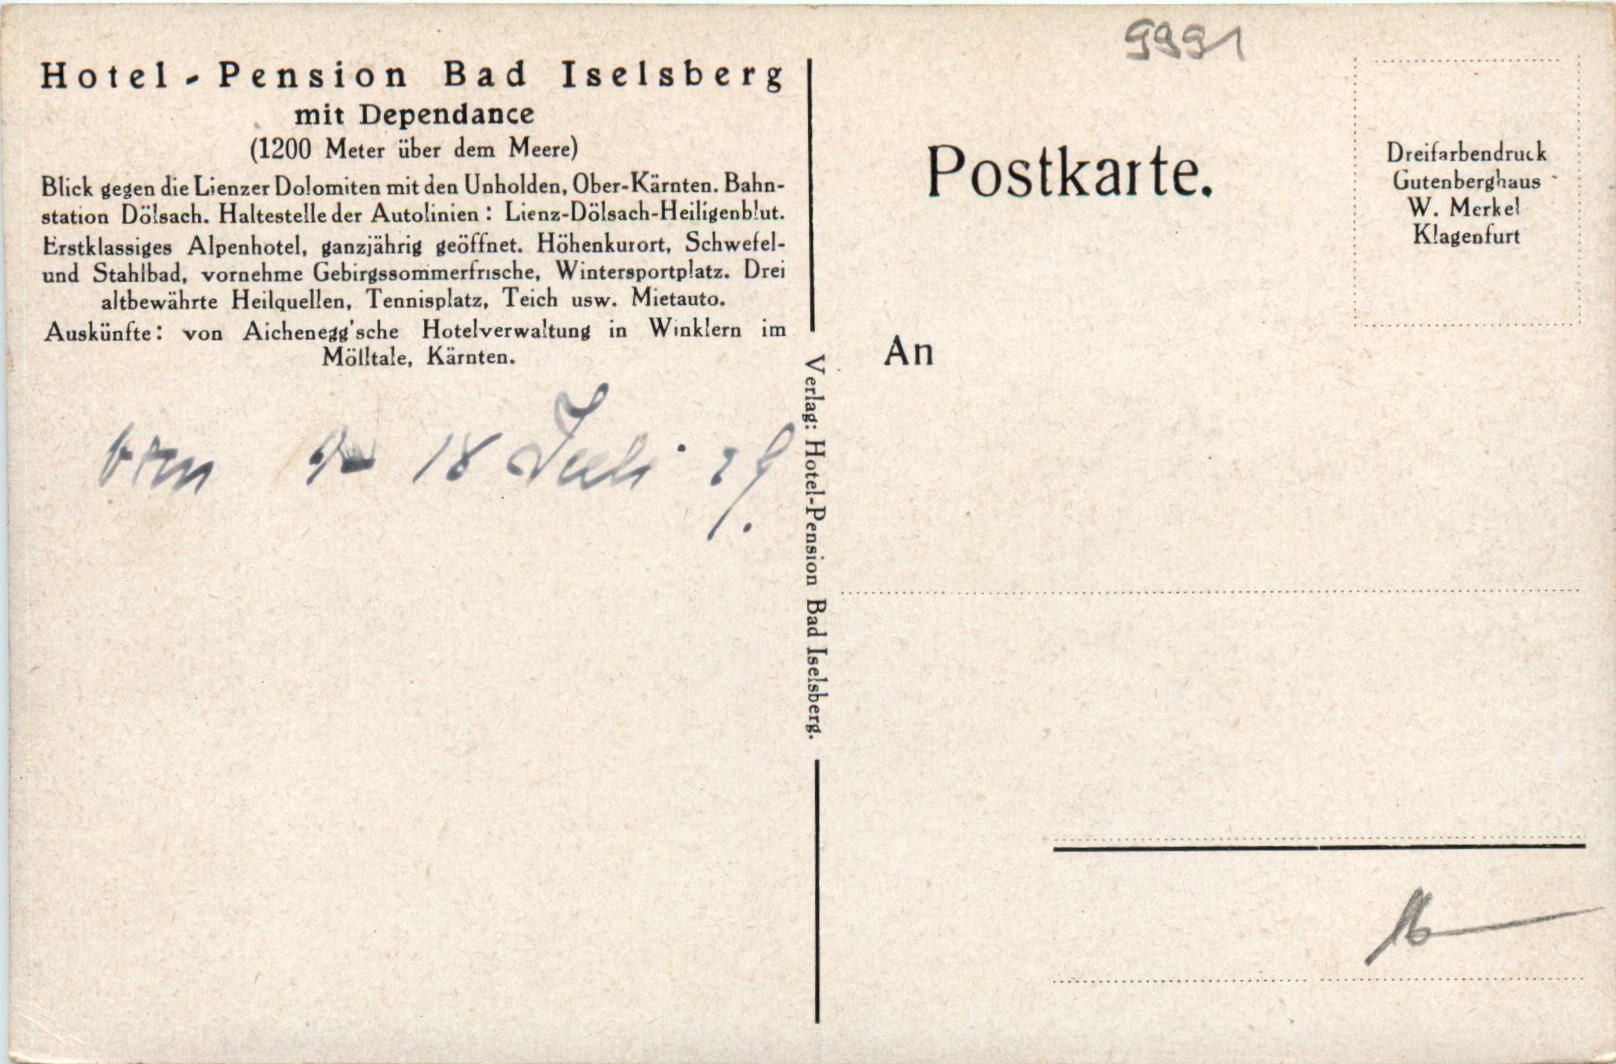 Hotel-Pension Bad Iselsberg
mit Dependance
(1200 Meter über dem Meere)
Blick gegen die Lienzer Dolomiten mit den Unholden, Ober-Kärnten. Bahn-
station Dölsach. Haltestelle der Autolinien: Lienz-Dölsach-Heiligenblut.
Erstklassiges Alpenhotel, ganzjährig geöffnet. Höhenkurort, Schwefel-
und Stahlbad, vornehme Gebirgssommerfrische, Wintersportplatz. Drei
altbewährte Heilquellen, Tennisplatz, Teich usw. Mietauto.
Auskünfte: von Aichenegg'sche Hotelverwaltung in Winklern im
Mölltale, Kärnten.
18 Juli 29.
Verlag: Hotel-Pension Bad Iselsberg.
9991
Postkarte.
Dreifarbendruck
Gutenberghaus
W. Merkel
Klagenfurt
An